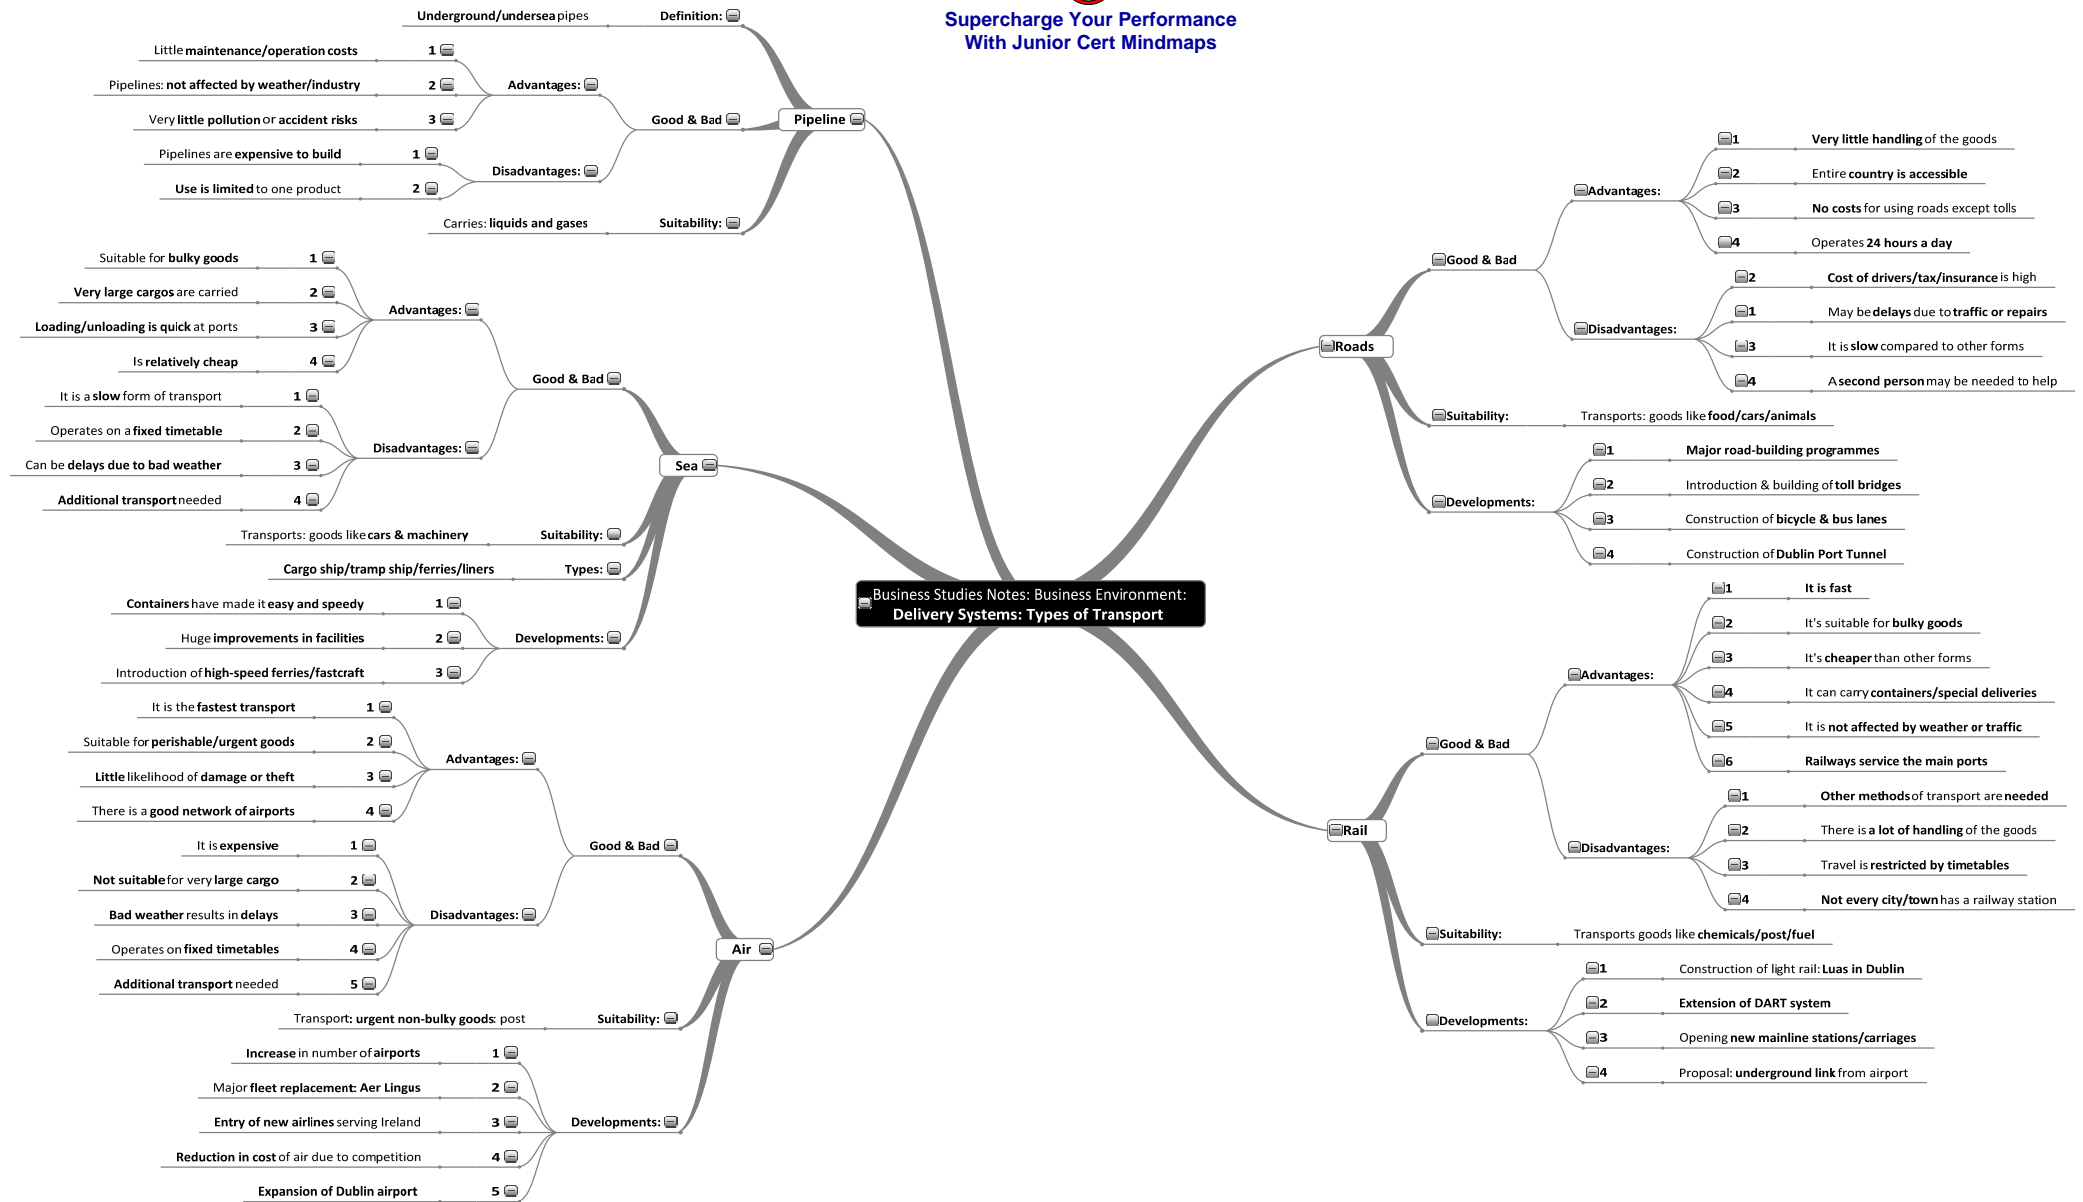 Supercharge Your Performance
With Junior Cert Mindmaps
Business Studies Notes: Business Environment:
Delivery Systems: Types of Transport
Pipeline
Definition:
Underground/undersea pipes
Good & Bad
Advantages:
1 Little maintenance/operation costs
2 Pipelines: not affected by weather/industry
3 Very little pollution or accident risks
Disadvantages:
1 Pipelines are expensive to build
2 Use is limited to one product
Suitability:
Carries: liquids and gases
Sea
Good & Bad
Advantages:
1 Suitable for bulky goods
2 Very large cargos are carried
3 Loading/unloading is quick at ports
4 Is relatively cheap
Disadvantages:
1 It is a slow form of transport
2 Operates on a fixed timetable
3 Can be delays due to bad weather
4 Additional transport needed
Suitability:
Transports: goods like cars & machinery
Types:
Cargo ship/tramp ship/ferries/liners
Developments:
1 Containers have made it easy and speedy
2 Huge improvements in facilities
3 Introduction of high-speed ferries/fastcraft
Air
Good & Bad
Advantages:
1 It is the fastest transport
2 Suitable for perishable/urgent goods
3 Little likelihood of damage or theft
4 There is a good network of airports
Disadvantages:
1 It is expensive
2 Not suitable for very large cargo
3 Bad weather results in delays
4 Operates on fixed timetables
5 Additional transport needed
Suitability:
Transport: urgent non-bulky goods: post
Developments:
1 Increase in number of airports
2 Major fleet replacement: Aer Lingus
3 Entry of new airlines serving Ireland
4 Reduction in cost of air due to competition
5 Expansion of Dublin airport
Roads
Good & Bad
Advantages:
1 Very little handling of the goods
2 Entire country is accessible
3 No costs for using roads except tolls
4 Operates 24 hours a day
Disadvantages:
2 Cost of drivers/tax/insurance is high
1 May be delays due to traffic or repairs
3 It is slow compared to other forms
4 A second person may be needed to help
Suitability:
Transports: goods like food/cars/animals
Developments:
1 Major road-building programmes
2 Introduction & building of toll bridges
3 Construction of bicycle & bus lanes
4 Construction of Dublin Port Tunnel
Rail
Good & Bad
Advantages:
1 It is fast
2 It's suitable for bulky goods
3 It's cheaper than other forms
4 It can carry containers/special deliveries
5 It is not affected by weather or traffic
6 Railways service the main ports
Disadvantages:
1 Other methods of transport are needed
2 There is a lot of handling of the goods
3 Travel is restricted by timetables
4 Not every city/town has a railway station
Suitability:
Transports goods like chemicals/post/fuel
Developments:
1 Construction of light rail: Luas in Dublin
2 Extension of DART system
3 Opening new mainline stations/carriages
4 Proposal: underground link from airport